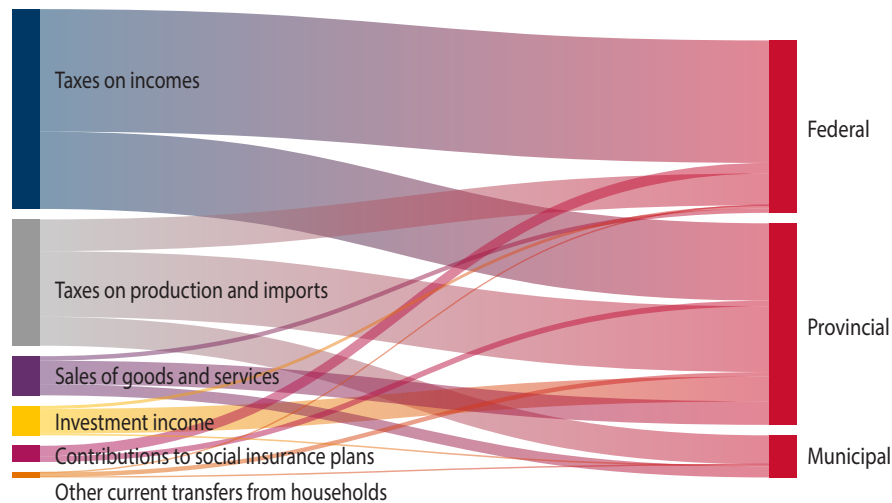 Taxes on incomes
Federal
Taxes on production and imports
Provincial
Sales of goods and services
Investment income
Contributions to social insurance plans
Municipal
Other current transfers from households